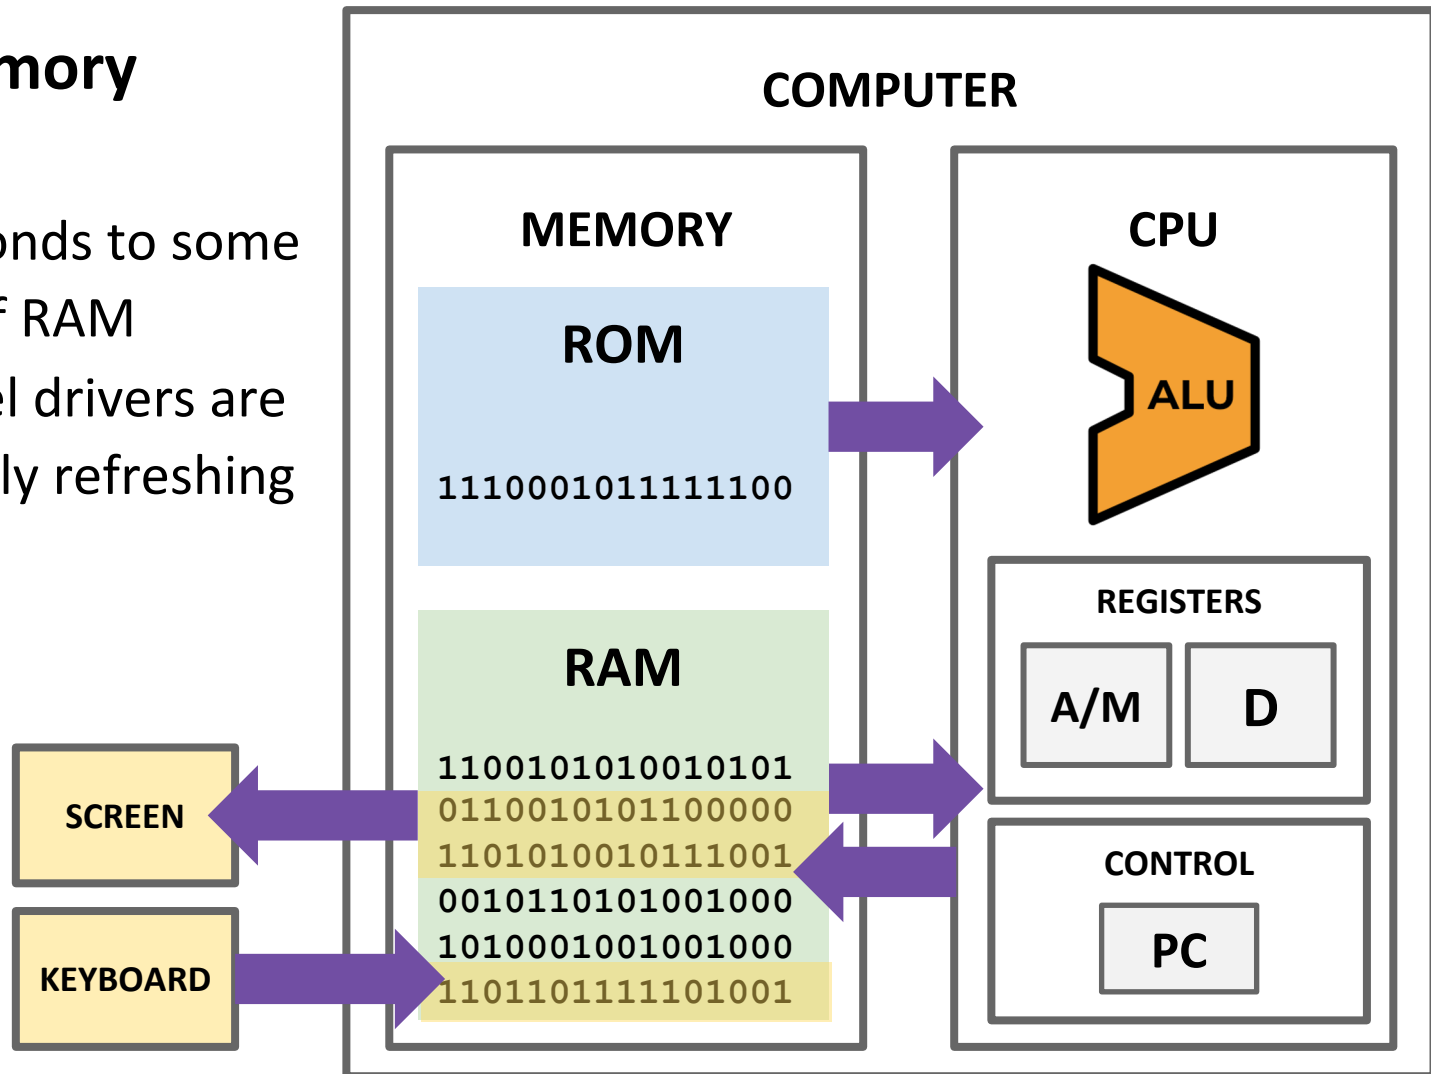 mory
onds to some
f RAM
el drivers are
ly refreshing
COMPUTER
MEMORY
ROM
1110001011111100
RAM
1100101010010101
0110010101100000
1101010010111001
0010110101001000
1010001001001000
1101101111101001
SCREEN
KEYBOARD
CPU
ALU
REGISTERS
A/M
D
CONTROL
PC